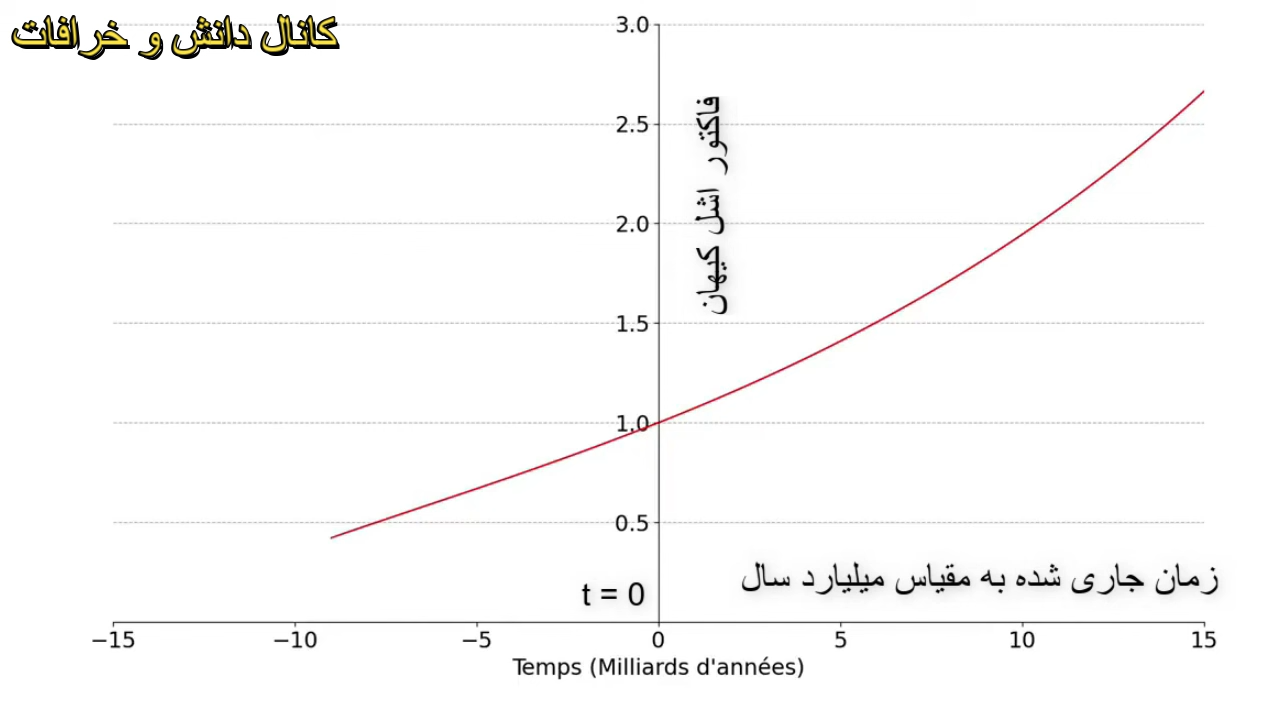 کانال دانش و خرافات
3.0
2.5
2.0
1.5
1.0
0.5
فاکتور اشل کیهان
زمان جاری شده به مقیاس میلیارد سال
t = 0
−15 −10 −5 0 5 10 15
Temps (Milliards d'années)